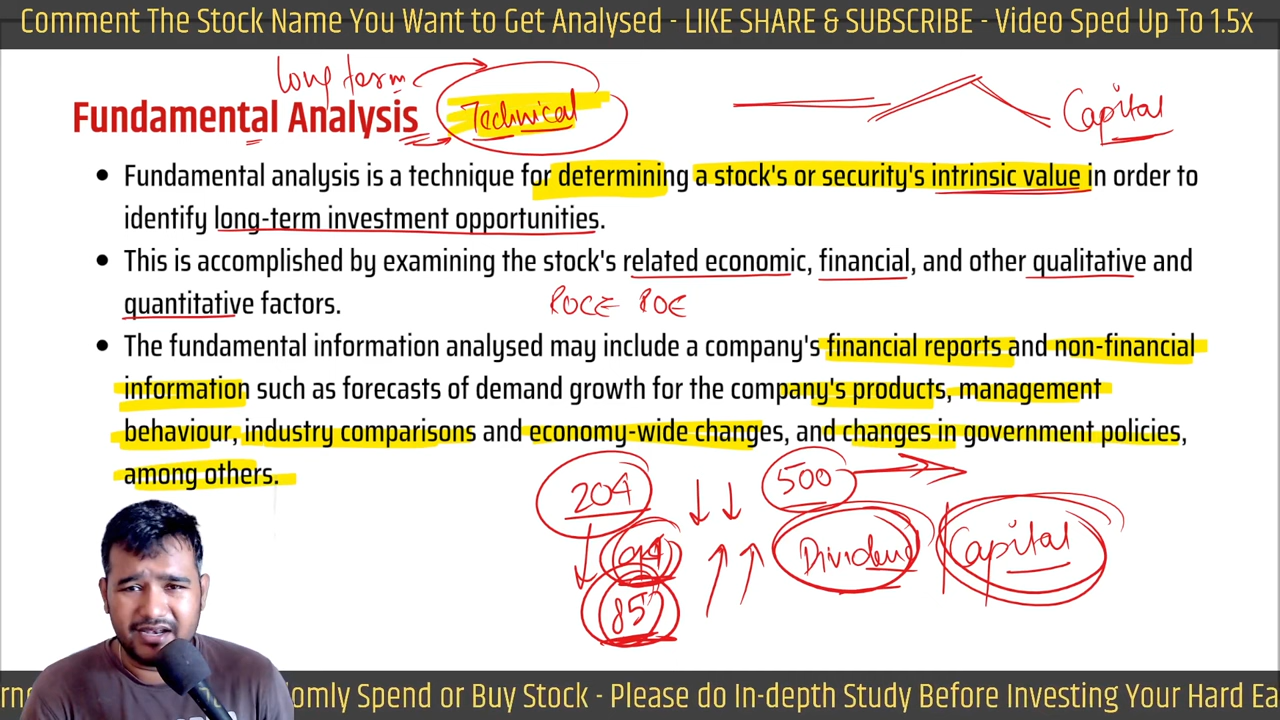 Comment The Stock Name You Want to Get Analysed - LIKE SHARE & SUBSCRIBE - Video Sped Up To 1.5x
long term
Fundamental Analysis
Technical
Capital
• Fundamental analysis is a technique for determining a stock's or security's intrinsic value in order to
identify long-term investment opportunities.
• This is accomplished by examining the stock's related economic, financial, and other qualitative and
quantitative factors.
ROCE ROE
• The fundamental information analysed may include a company's financial reports and non-financial
information such as forecasts of demand growth for the company's products, management
behaviour, industry comparisons and economy-wide changes, and changes in government policies,
among others.
204
500
Dividend
Capital
85
omly Spend or Buy Stock - Please do In-depth Study Before Investing Your Hard Ea